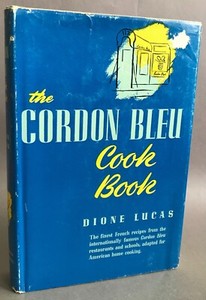 the
CORDON BLEU
Cook
Book
DIONE LUCAS
The finest French recipes from the
internationally famous Cordon Bleu
restaurants and schools, adapted for
American home cooking.